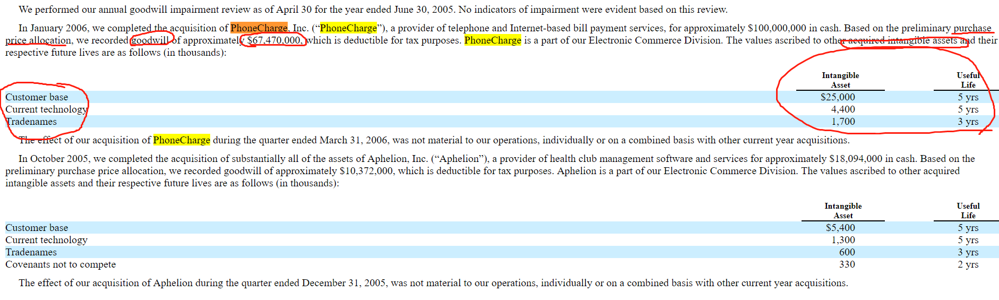 We performed our annual goodwill impairment review as of April 30 for the year ended June 30, 2005. No indicators of impairment were evident based on this review.
In January 2006, we completed the acquisition of PhoneCharge, Inc. (“PhoneCharge”), a provider of telephone and Internet-based bill payment services, for approximately $100,000,000 in cash. Based on the preliminary purchase
price allocation, we recorded goodwill of approximately $67,470,000, which is deductible for tax purposes. PhoneCharge is a part of our Electronic Commerce Division. The values ascribed to other acquired intangible assets and their
respective future lives are as follows (in thousands):
Intangible Useful
Asset Life
Customer base $25,000 5 yrs
Current technology 4,400 5 yrs
Tradenames 1,700 3 yrs
The effect of our acquisition of PhoneCharge during the quarter ended March 31, 2006, was not material to our operations, individually or on a combined basis with other current year acquisitions.
In October 2005, we completed the acquisition of substantially all of the assets of Aphelion, Inc. (“Aphelion”), a provider of health club management software and services for approximately $18,094,000 in cash. Based on the
preliminary purchase price allocation, we recorded goodwill of approximately $10,372,000, which is deductible for tax purposes. Aphelion is a part of our Electronic Commerce Division. The values ascribed to other acquired
intangible assets and their respective future lives are as follows (in thousands):
Intangible Useful
Asset Life
Customer base $5,400 5 yrs
Current technology 1,300 5 yrs
Tradenames 600 3 yrs
Covenants not to compete 330 2 yrs
The effect of our acquisition of Aphelion during the quarter ended December 31, 2005, was not material to our operations, individually or on a combined basis with other current year acquisitions.